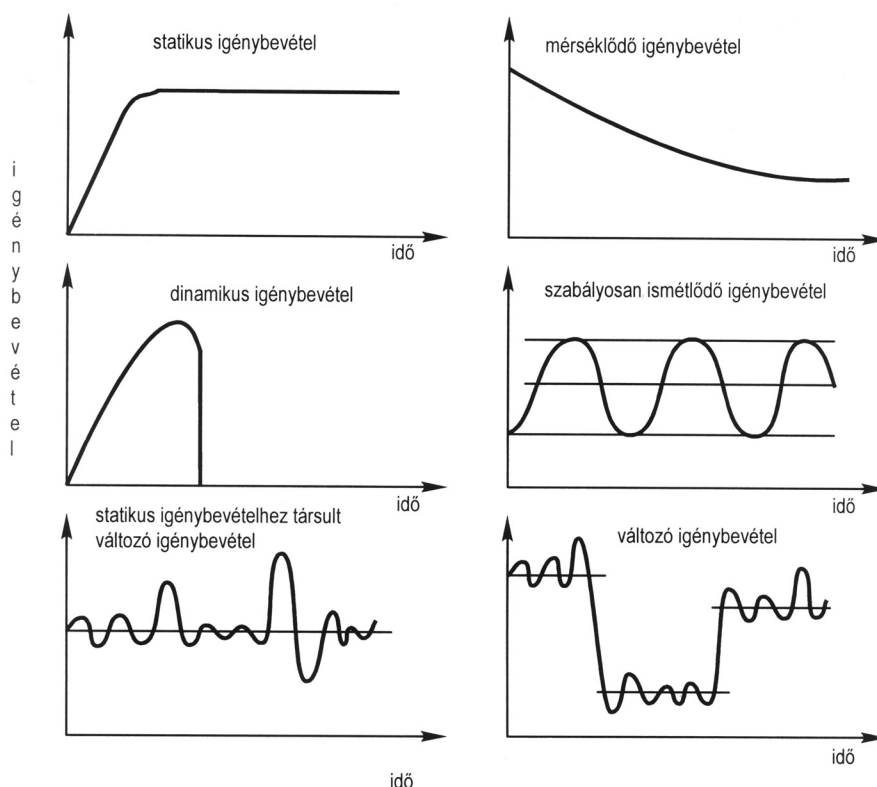 igénybevétel
statikus igénybevétel
idő
mérséklődő igénybevétel
idő
dinamikus igénybevétel
idő
szabályosan ismétlődő igénybevétel
idő
statikus igénybevételhez társult
változó igénybevétel
idő
változó igénybevétel
idő